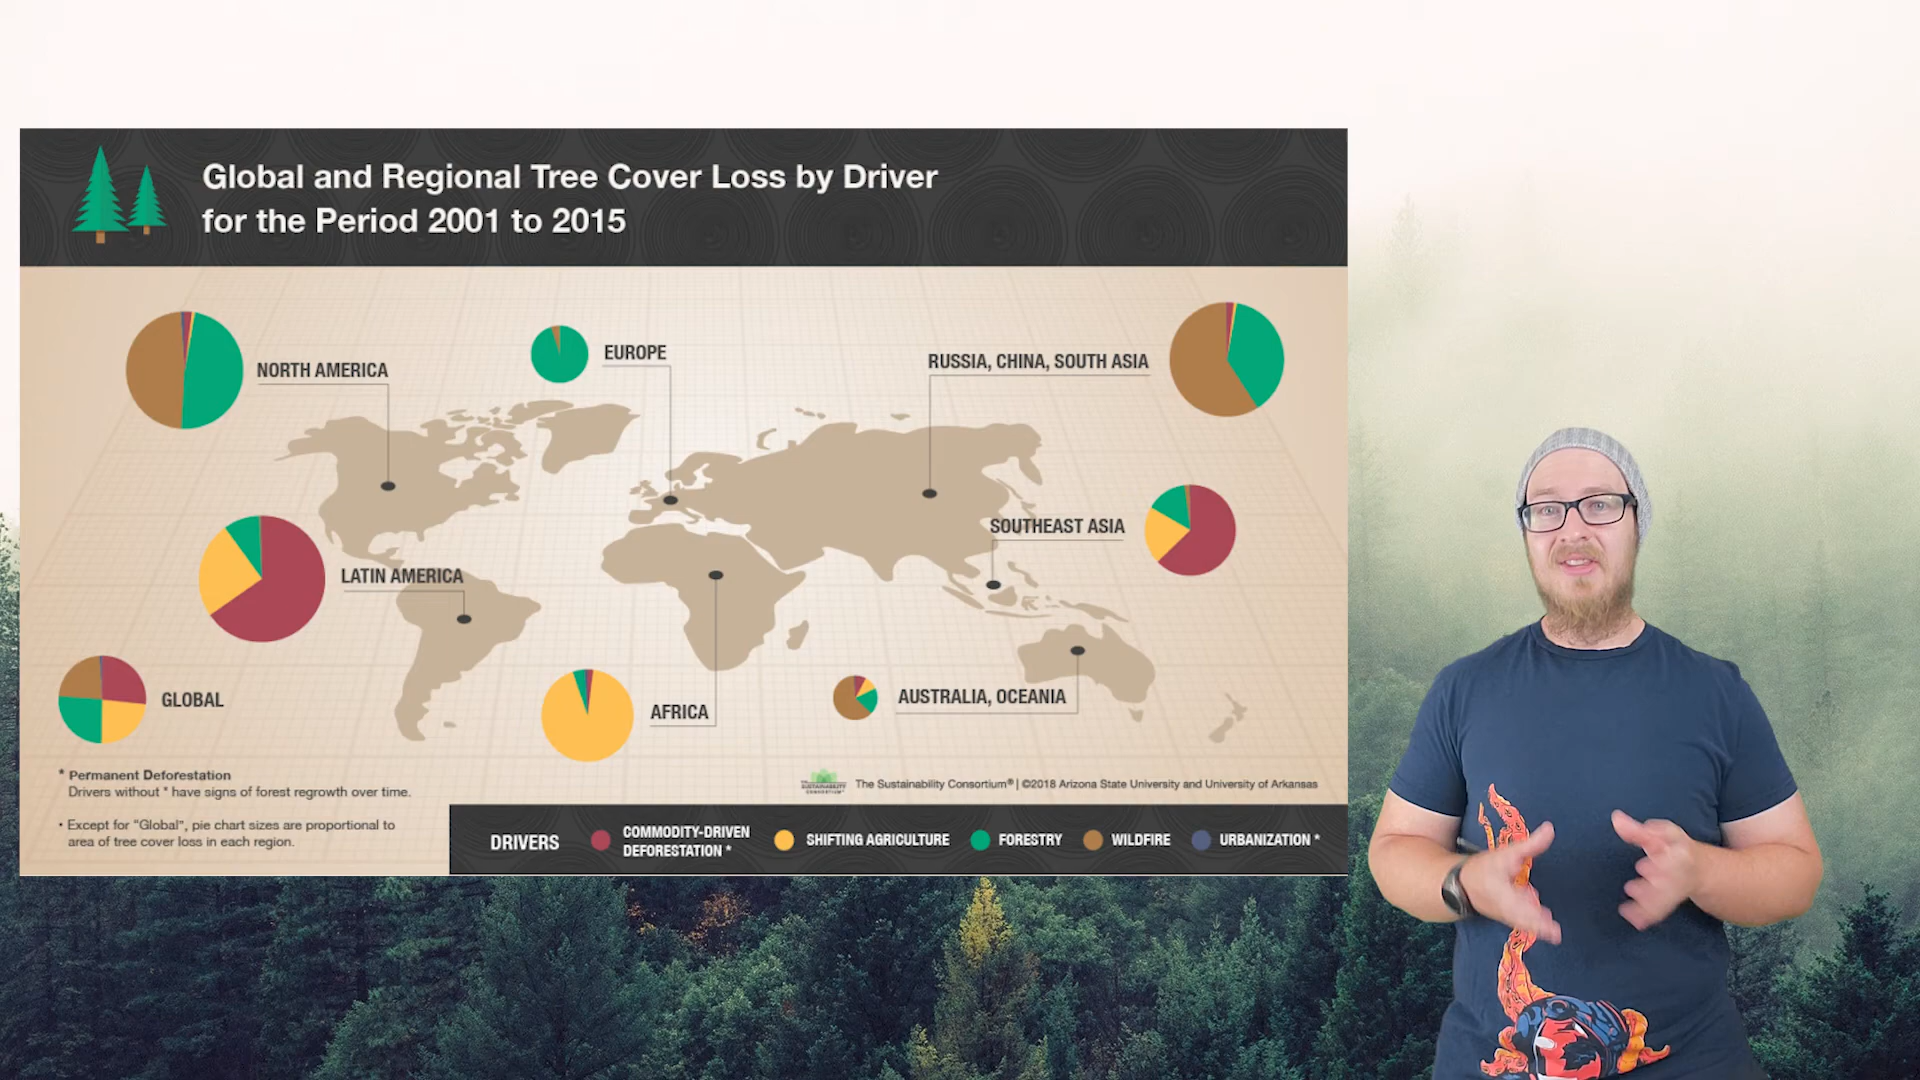 Global and Regional Tree Cover Loss by Driver
for the Period 2001 to 2015
NORTH AMERICA
EUROPE
RUSSIA, CHINA, SOUTH ASIA
SOUTHEAST ASIA
LATIN AMERICA
GLOBAL
AFRICA
AUSTRALIA, OCEANIA
* Permanent Deforestation
Drivers without * have signs of forest regrowth over time.
• Except for "Global", pie chart sizes are proportional to
area of tree cover loss in each region.
THE
SUSTAINABILITY
CONSORTIUM
The Sustainability Consortium® | ©2018 Arizona State University and University of Arkansas
DRIVERS
COMMODITY-DRIVEN
DEFORESTATION *
SHIFTING AGRICULTURE
FORESTRY
WILDFIRE
URBANIZATION *